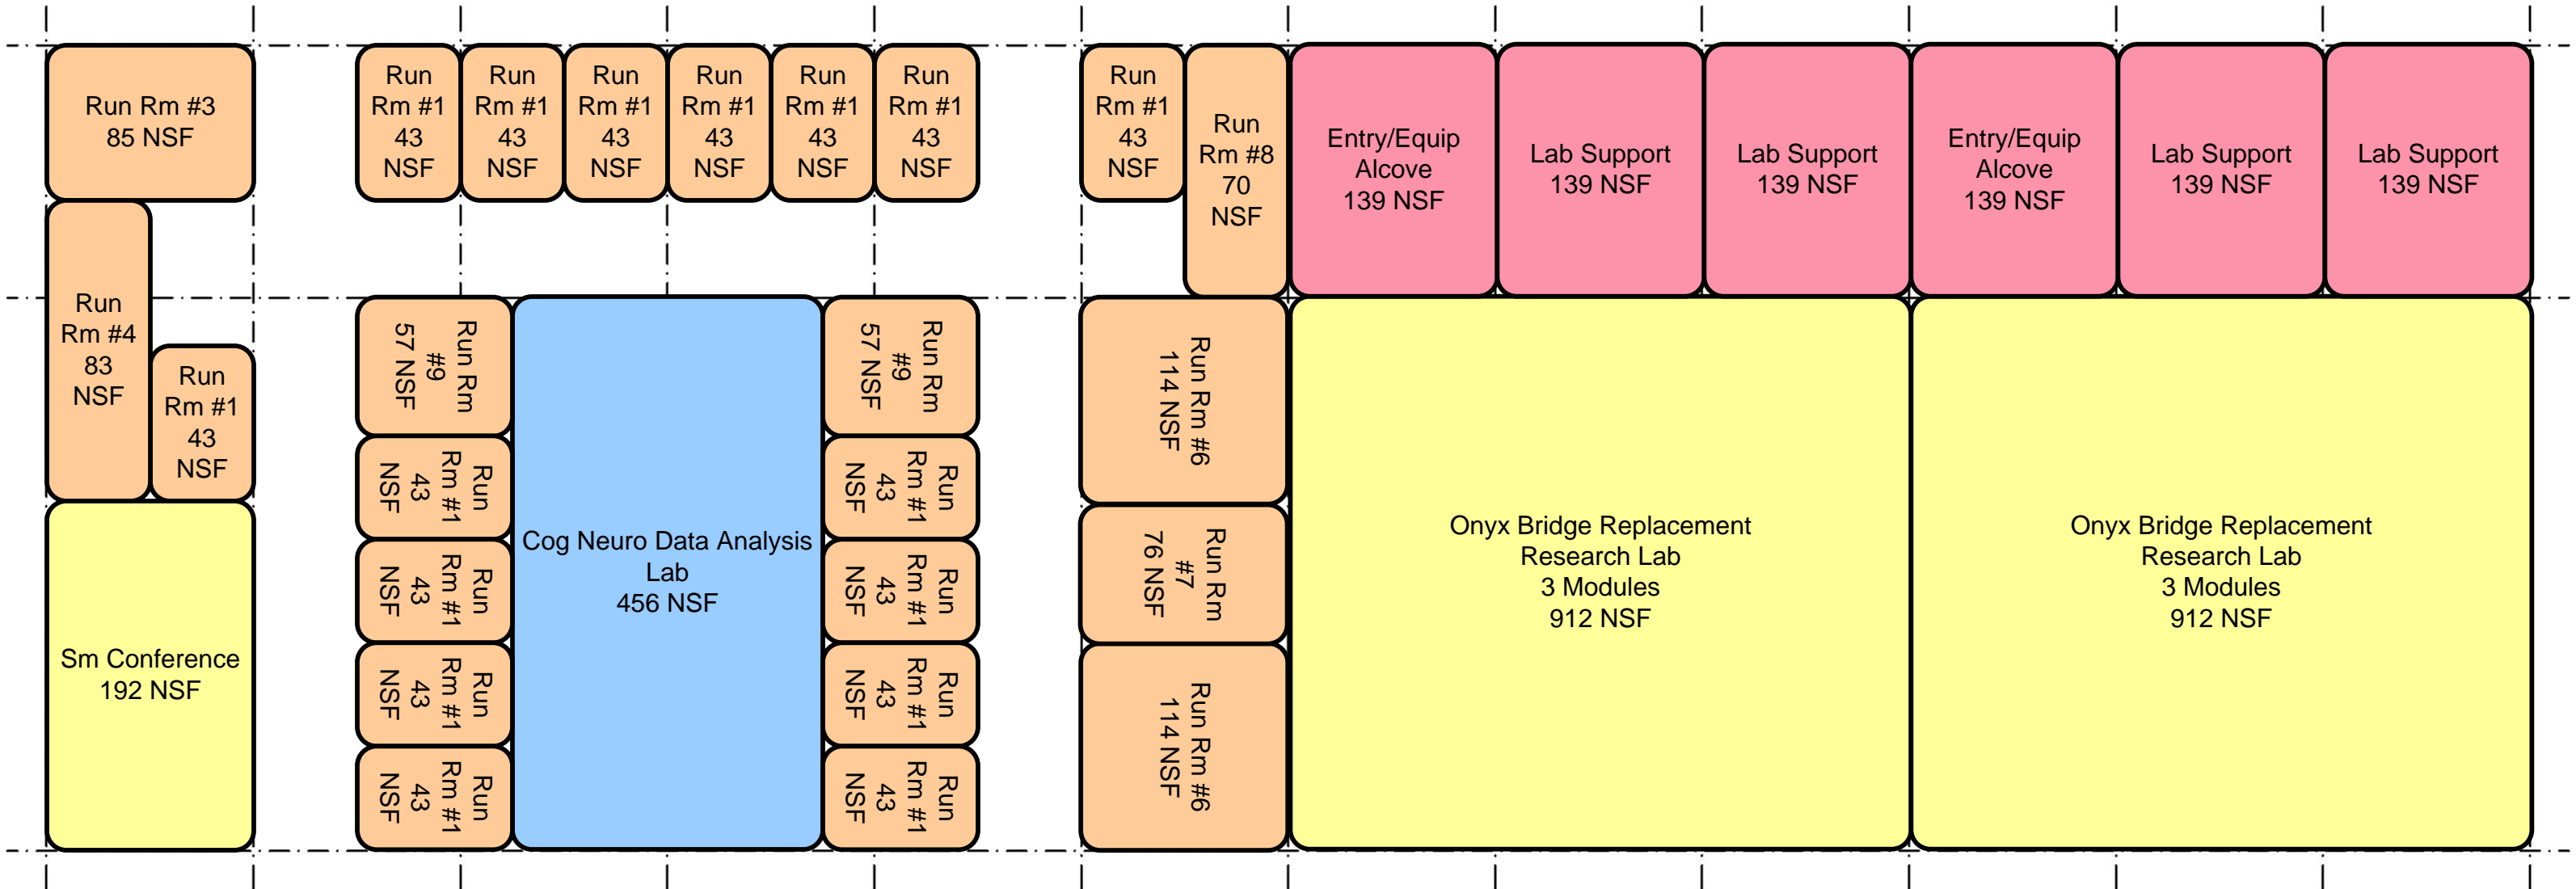 Run Rm #3
85 NSF
Run
Rm #1
43
NSF
Run
Rm #1
43
NSF
Run
Rm #1
43
NSF
Run
Rm #1
43
NSF
Run
Rm #1
43
NSF
Run
Rm #1
43
NSF
Run
Rm #1
43
NSF
Run
Rm #8
70
NSF
Entry/Equip
Alcove
139 NSF
Lab Support
139 NSF
Lab Support
139 NSF
Entry/Equip
Alcove
139 NSF
Lab Support
139 NSF
Lab Support
139 NSF
Run
Rm #4
83
NSF
Run
Rm #1
43
NSF
Sm Conference
192 NSF
Run Rm
#9
57 NSF
Run
Rm #1
43
NSF
Run
Rm #1
43
NSF
Run
Rm #1
43
NSF
Run
Rm #1
43
NSF
Cog Neuro Data Analysis
Lab
456 NSF
Run Rm
#9
57 NSF
Run
Rm #1
43
NSF
Run
Rm #1
43
NSF
Run
Rm #1
43
NSF
Run
Rm #1
43
NSF
Run Rm #6
114 NSF
Run Rm
#7
76 NSF
Run Rm #6
114 NSF
Onyx Bridge Replacement
Research Lab
3 Modules
912 NSF
Onyx Bridge Replacement
Research Lab
3 Modules
912 NSF